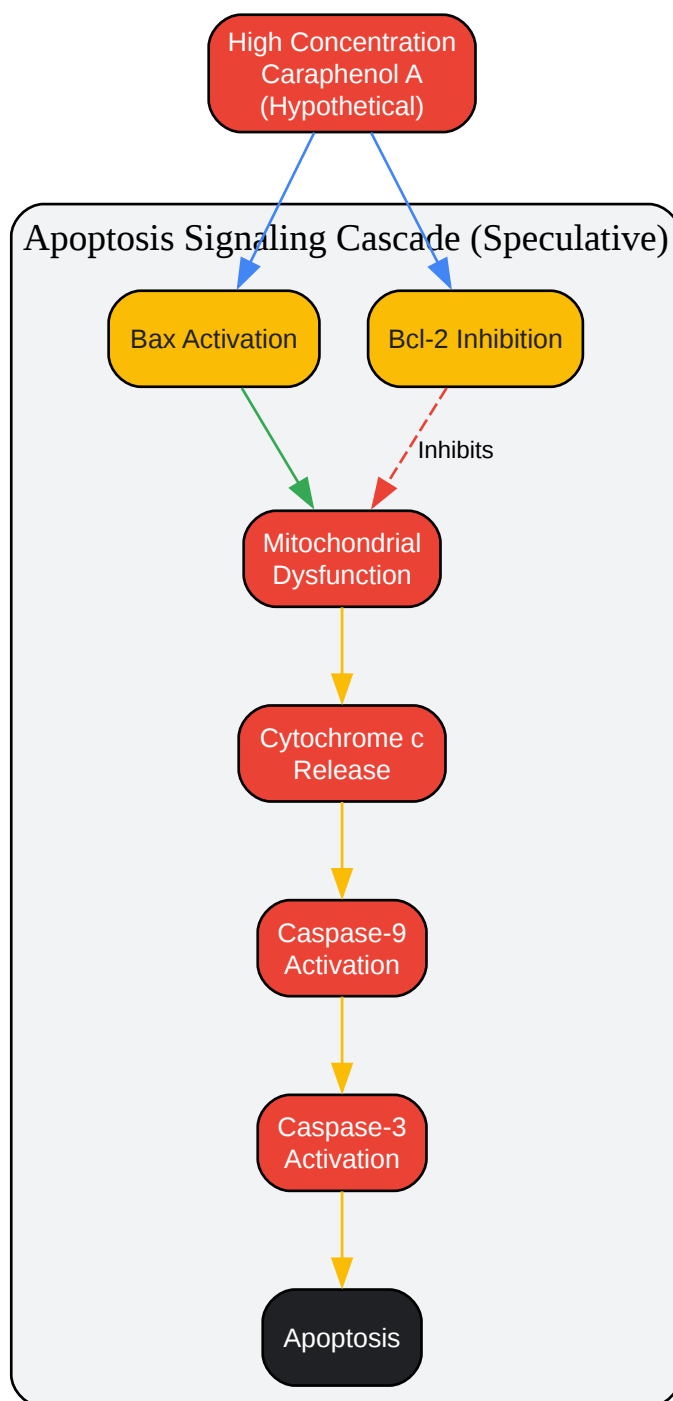 High Concentration
Caraphenol A
(Hypothetical)
Apoptosis Signaling Cascade (Speculative)
Bax Activation
Bcl-2 Inhibition
Inhibits
Mitochondrial
Dysfunction
Cytochrome c
Release
Caspase-9
Activation
Caspase-3
Activation
Apoptosis